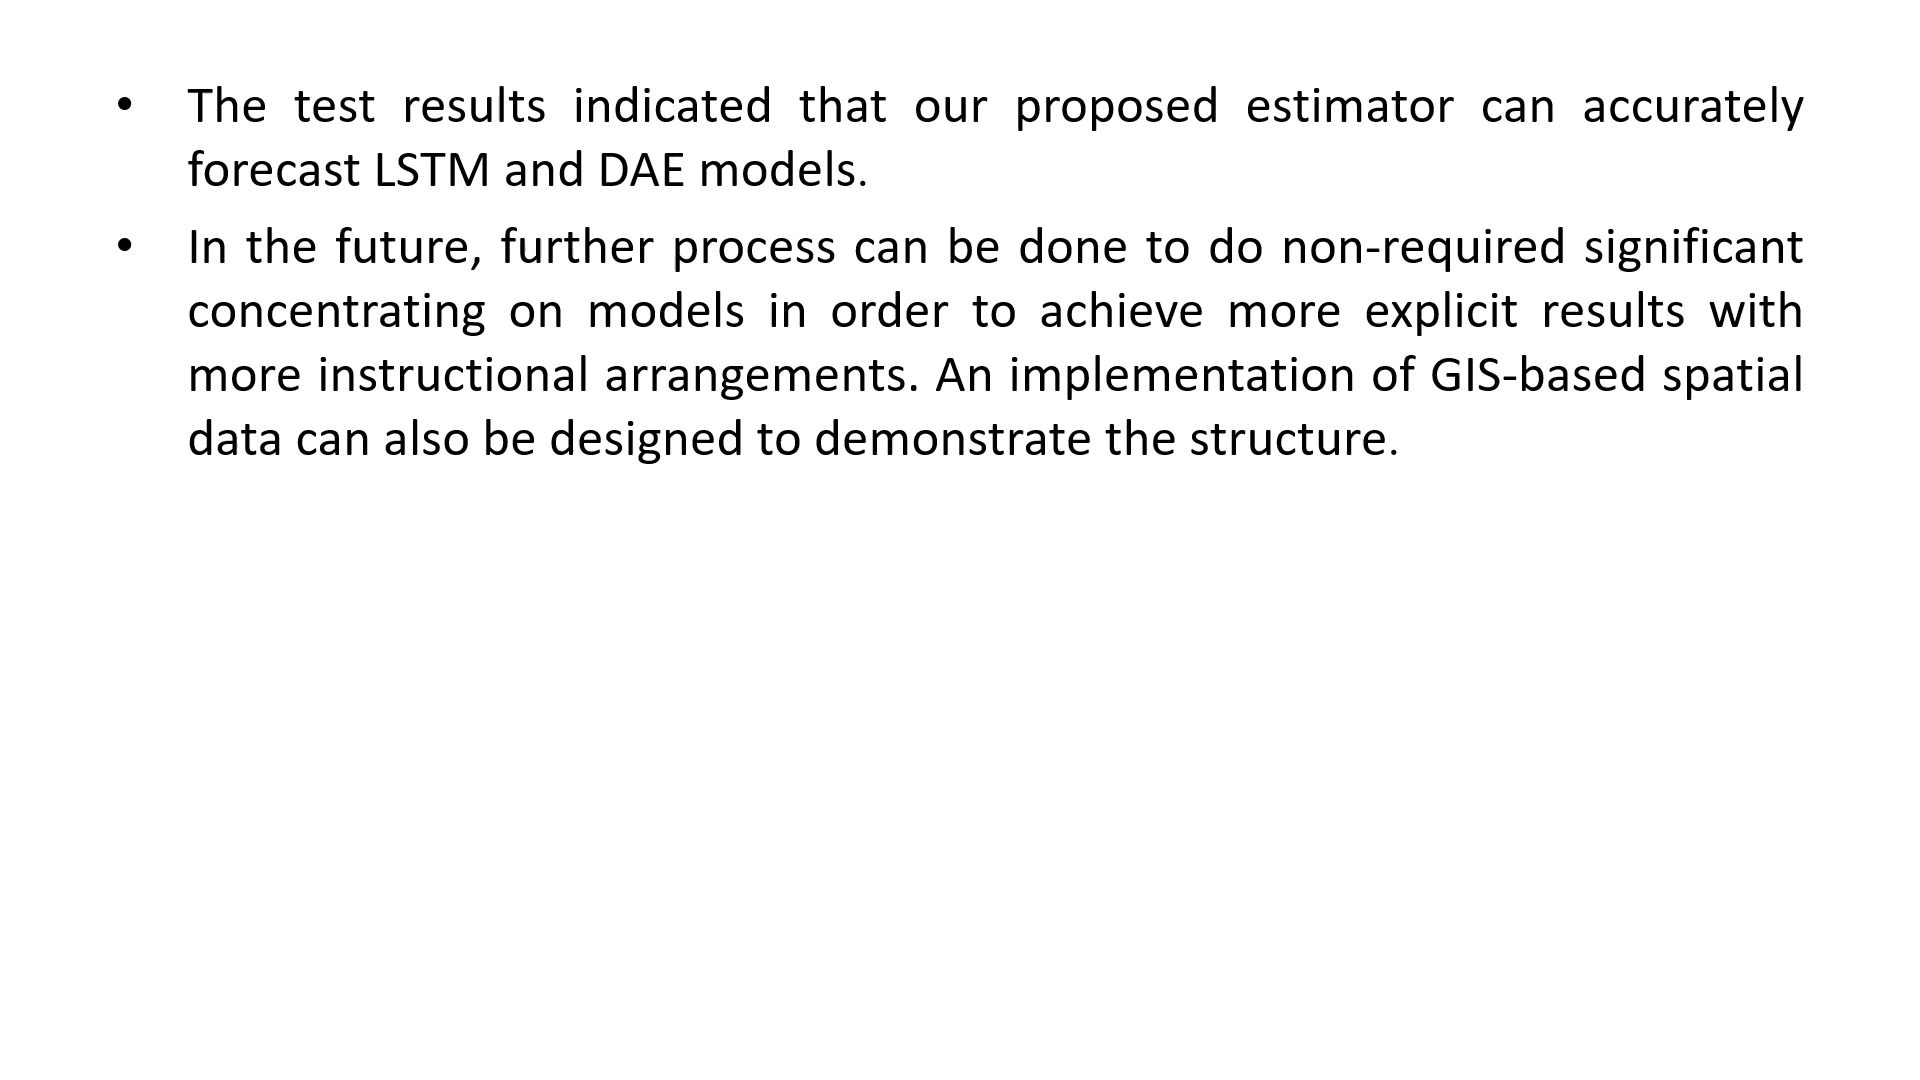 • The test results indicated that our proposed estimator can accurately
forecast LSTM and DAE models.
• In the future, further process can be done to do non-required significant
concentrating on models in order to achieve more explicit results with
more instructional arrangements. An implementation of GIS-based spatial
data can also be designed to demonstrate the structure.